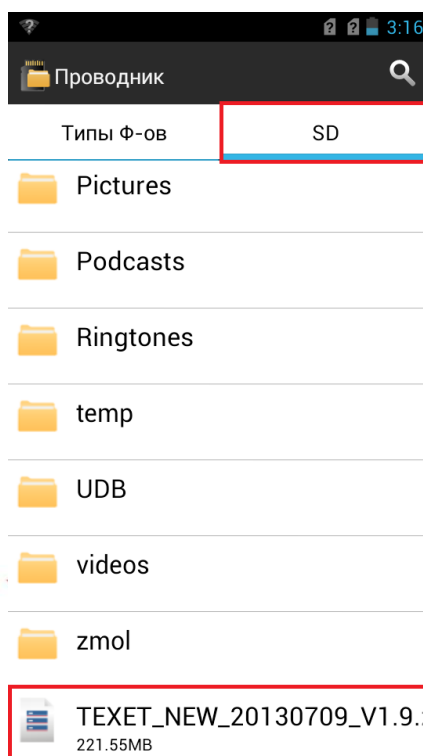 3:16
Проводник
Типы Ф-ов
SD
Pictures
Podcasts
Ringtones
temp
UDB
videos
zmol
TEXET_NEW_20130709_V1.9.
221.55MB